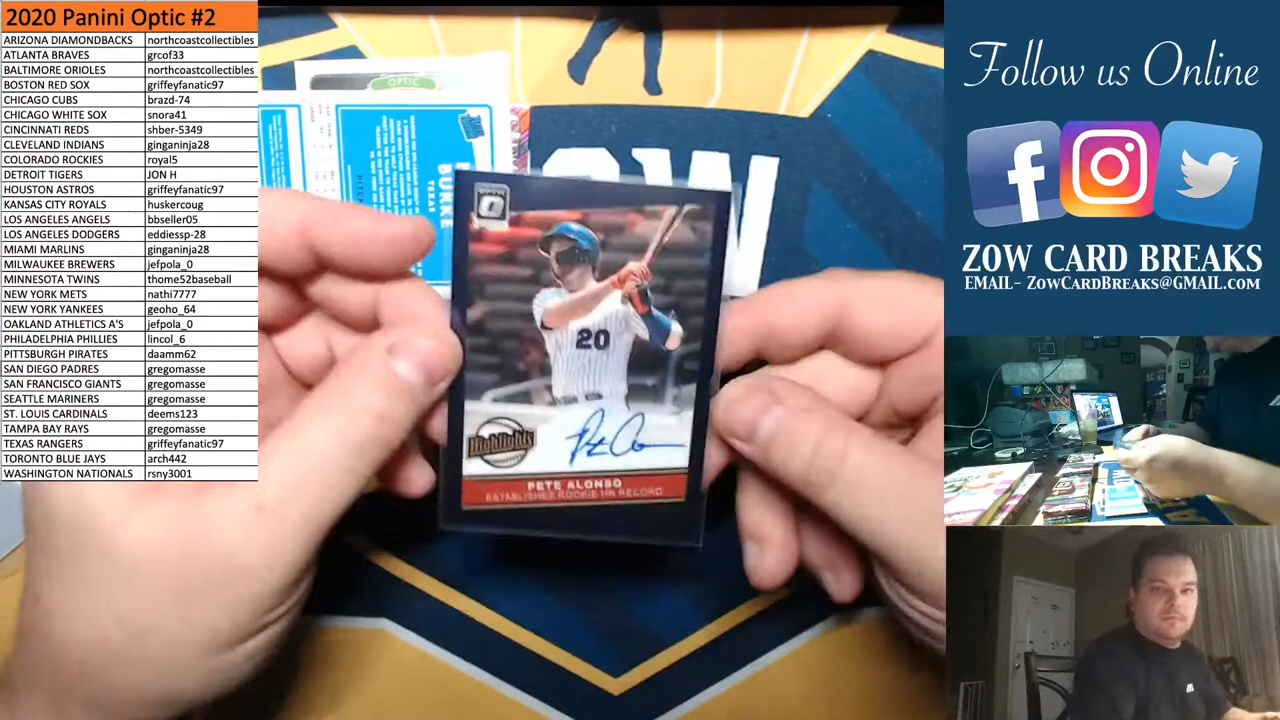 2020 Panini Optic #2
ARIZONA DIAMONDBACKS northcoastcollectibles
ATLANTA BRAVES grcof33
BALTIMORE ORIOLES northcoastcollectibles
BOSTON RED SOX griffeyfanatic97
CHICAGO CUBS brazd-74
CHICAGO WHITE SOX snora41
CINCINNATI REDS shber-5349
CLEVELAND INDIANS ginganinja28
COLORADO ROCKIES royal5
DETROIT TIGERS JON H
HOUSTON ASTROS griffeyfanatic97
KANSAS CITY ROYALS huskercoug
LOS ANGELES ANGELS bbseller05
LOS ANGELES DODGERS eddiessp-28
MIAMI MARLINS ginganinja28
MILWAUKEE BREWERS jefpola_0
MINNESOTA TWINS thome52baseball
NEW YORK METS nathi7777
NEW YORK YANKEES geoho_64
OAKLAND ATHLETICS A'S jefpola_0
PHILADELPHIA PHILLIES lincol_6
PITTSBURGH PIRATES daamm62
SAN DIEGO PADRES gregomasse
SAN FRANCISCO GIANTS gregomasse
SEATTLE MARINERS gregomasse
ST. LOUIS CARDINALS deems123
TAMPA BAY RAYS gregomasse
TEXAS RANGERS griffeyfanatic97
TORONTO BLUE JAYS arch442
WASHINGTON NATIONALS rsny3001
OPTIC
BURKE
TEXAS
OW
20
Highlights
PETE ALONSO
ESTABLISHES ROOKIE HR RECORD
Follow us Online
ZOW CARD BREAKS
EMAIL- ZOWCARDBREAKS@GMAIL.COM